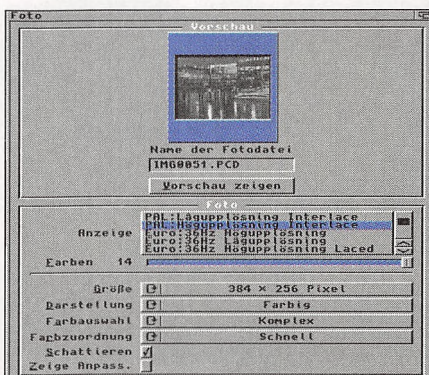 Foto
Vorschau
Name der Fotodatei
IMG0051.PCD
Vorschau zeigen
Foto
Anzeige
PAL:Lågupplösning Interlace
PAL:Högupplösning Interlace
Euro:36Hz Högupplösning
Euro:36Hz Lågupplösning
Euro:36Hz Högupplösning Laced
Farben 14
Größe 384 x 256 Pixel
Darstellung Farbig
Farbauswahl Komplex
Farbzuordnung Schnell
Schattieren
Zeige Anpass.